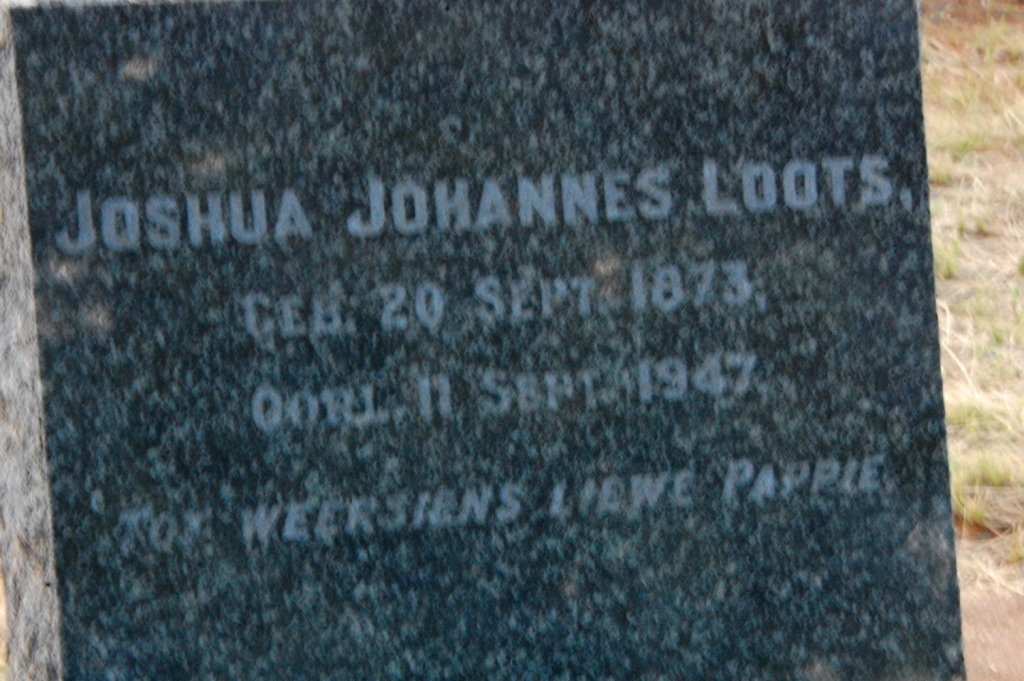 JOSHUA JOHANNES LOOTS.
GEB. 20 SEPT. 1873.
OORL. 11 SEPT. 1947.
TOT WEERSIENS LIEWE PAPPIE.